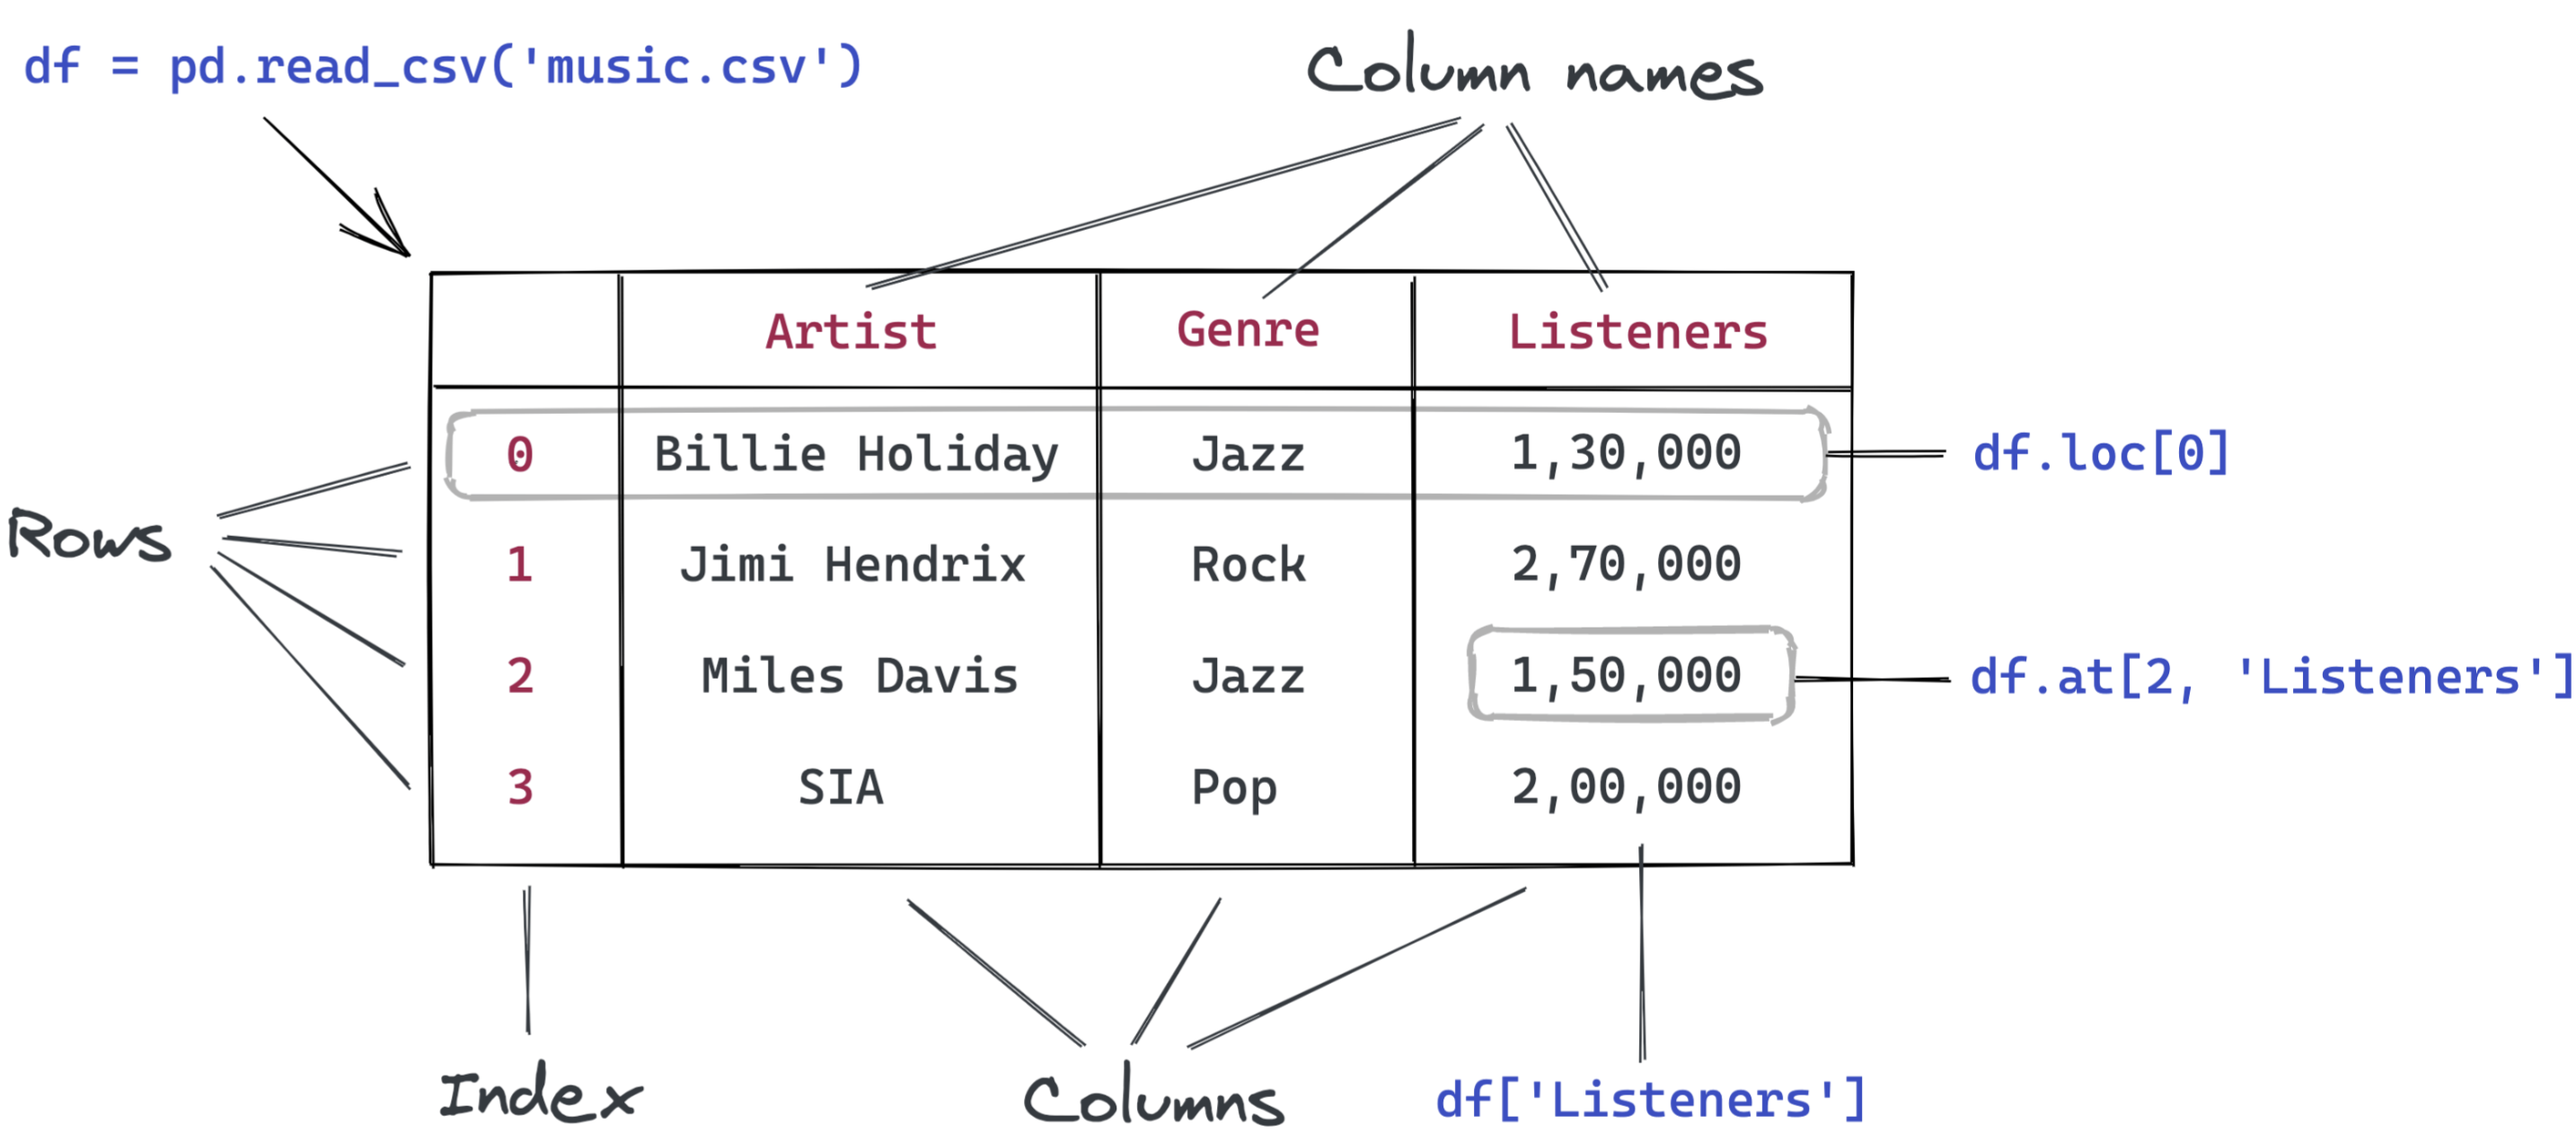 df = pd.read_csv('music.csv')
Column names
Artist Genre Listeners
0 Billie Holiday Jazz 1,30,000 df.loc[0]
Rows
1 Jimi Hendrix Rock 2,70,000
2 Miles Davis Jazz 1,50,000 df.at[2, 'Listeners']
3 SIA Pop 2,00,000
Index Columns df['Listeners']